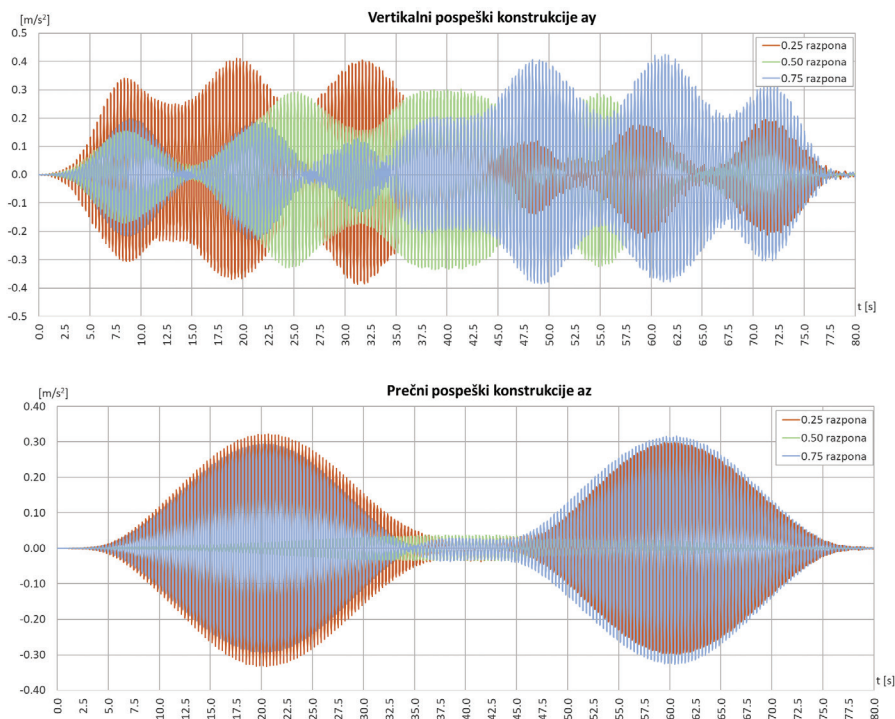 Vertikalni pospeški konstrukcije ay
[m/s²]
0.5
0.4
0.3
0.2
0.1
0.0
-0.1
-0.2
-0.3
-0.4
-0.5
0.25 razpona
0.50 razpona
0.75 razpona
t [s]
0.0 2.5 5.0 7.5 10.0 12.5 15.0 17.5 20.0 22.5 25.0 27.5 30.0 32.5 35.0 37.5 40.0 42.5 45.0 47.5 50.0 52.5 55.0 57.5 60.0 62.5 65.0 67.5 70.0 72.5 75.0 77.5 80.0
Prečni pospeški konstrukcije az
[m/s²]
0.40
0.30
0.20
0.10
0.00
-0.10
-0.20
-0.30
-0.40
0.25 razpona
0.50 razpona
0.75 razpona
t [s]
0.0 2.5 5.0 7.5 10.0 12.5 15.0 17.5 20.0 22.5 25.0 27.5 30.0 32.5 35.0 37.5 40.0 42.5 45.0 47.5 50.0 52.5 55.0 57.5 60.0 62.5 65.0 67.5 70.0 72.5 75.0 77.5 80.0